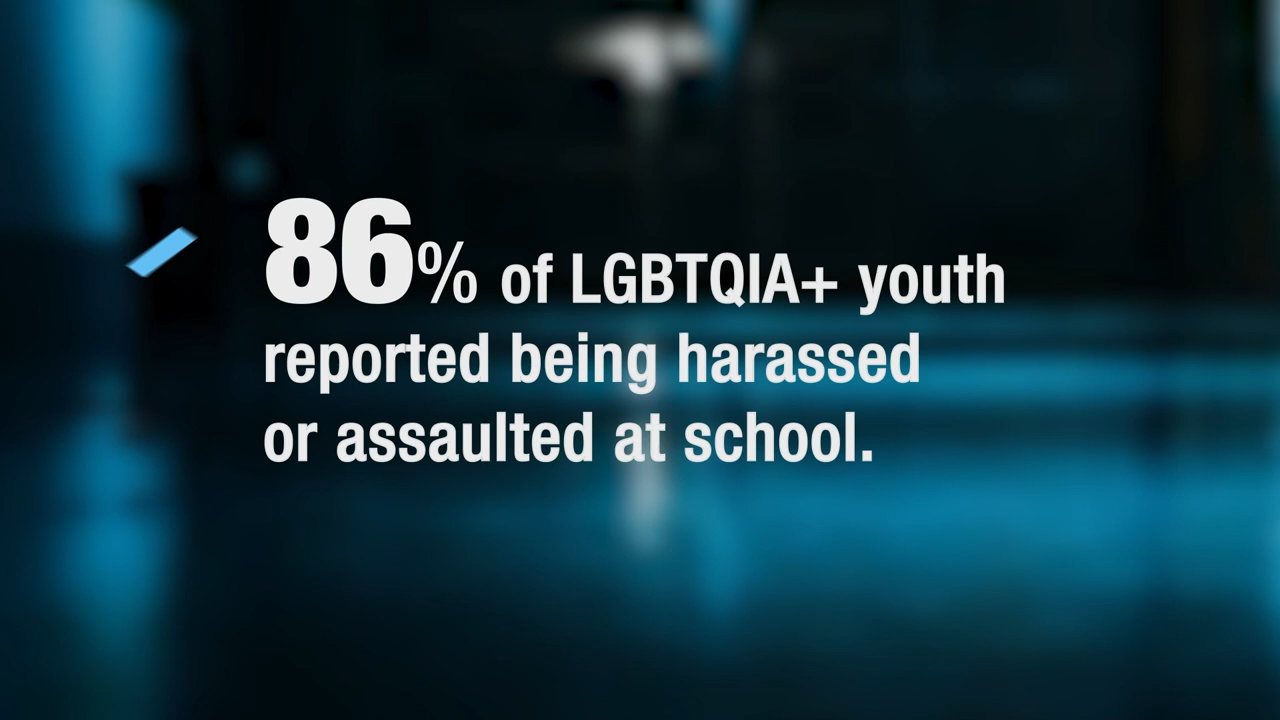 86% of LGBTQIA+ youth
reported being harassed
or assaulted at school.